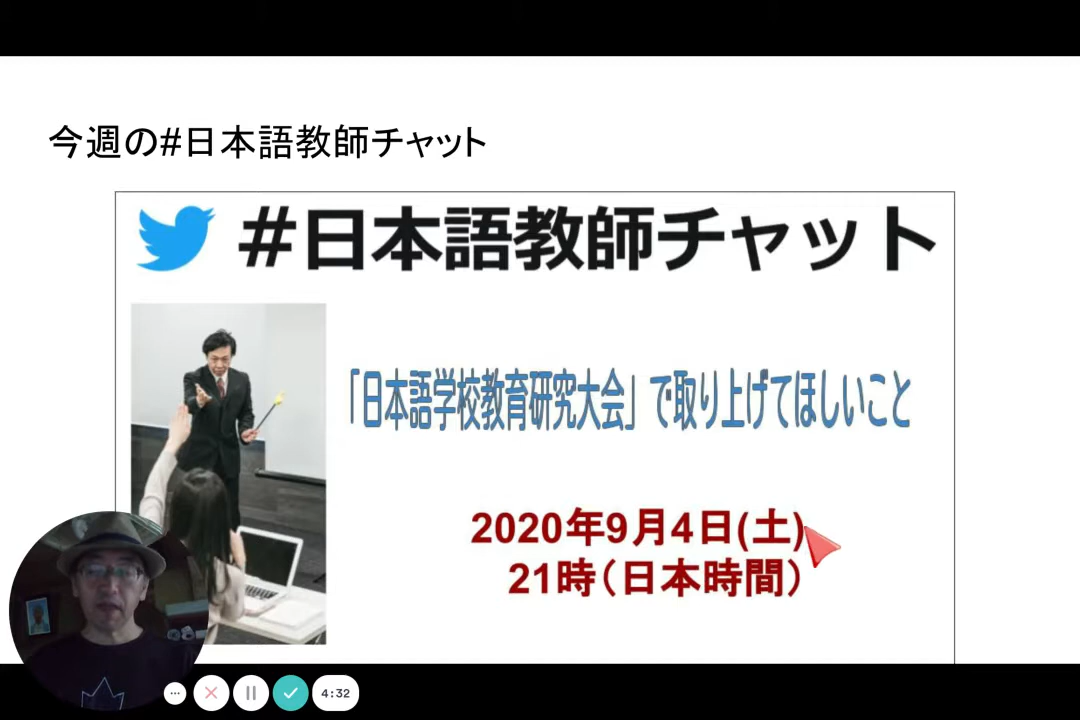 今週の#日本語教師チャット
#日本語教師チャット
「日本語学校教育研究大会」で取り上げてほしいこと
2020年9月4日(土)
21時（日本時間）
4:32